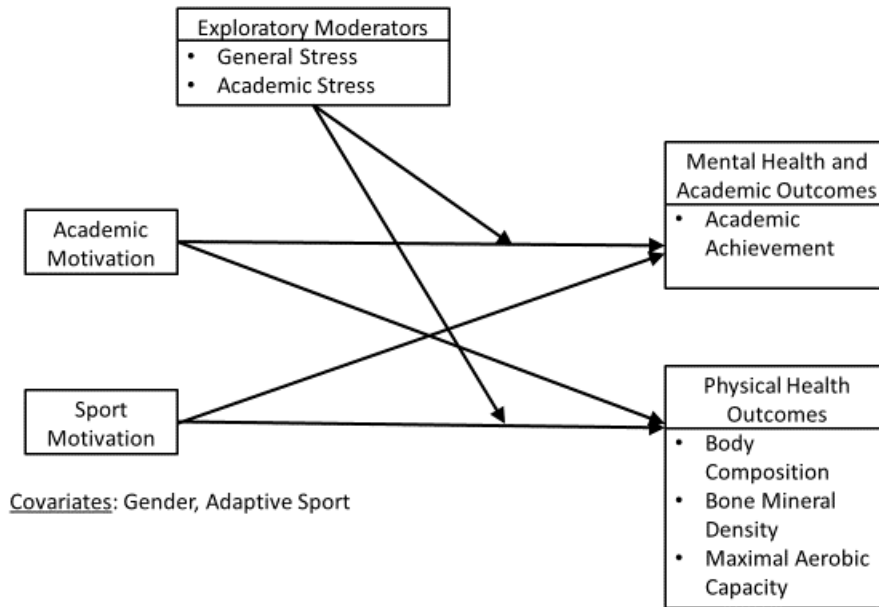 Exploratory Moderators
• General Stress
• Academic Stress
Mental Health and
Academic Outcomes
• Academic
Achievement
Academic
Motivation
Sport
Motivation
Physical Health
Outcomes
• Body
Composition
• Bone Mineral
Density
• Maximal Aerobic
Capacity
Covariates: Gender, Adaptive Sport